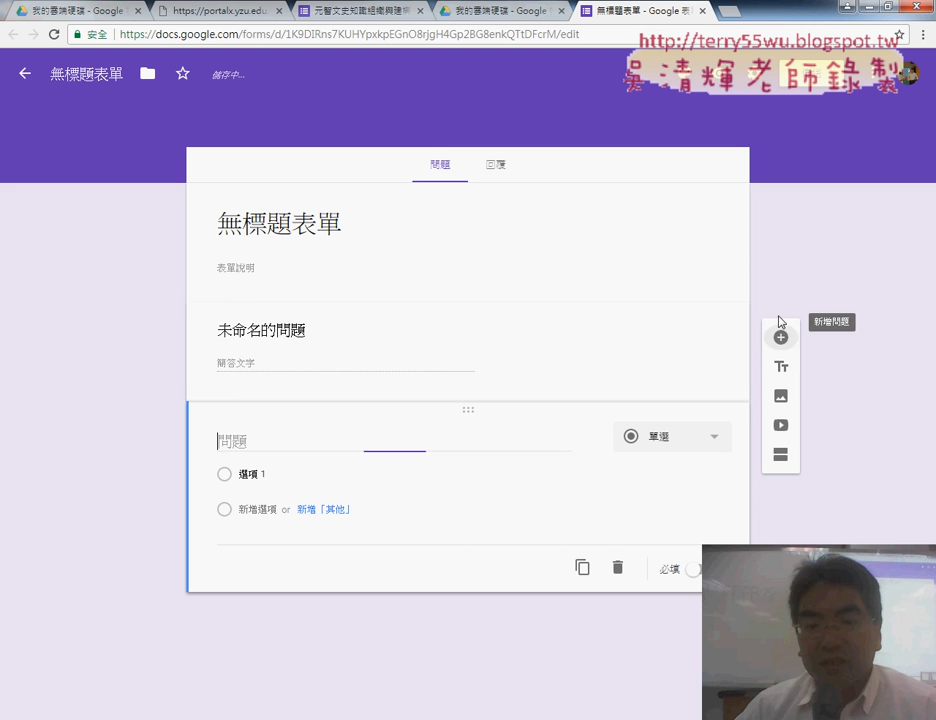 我的雲端硬碟 - Google
https://portalx.yzu.edu
元智文史知建組織與建
我的雲端硬碟 - Google
無標題表單 - Google 表
安全
https://docs.google.com/forms/d/1K9DIRns7KUHYpxkpEGnO8rjgH4Gp2BG8enkQTtDFcrM/edit
http://terry55wu.blogspot.tw
吳清輝老師錄製
無標題表單
儲存中...
問題
回覆
無標題表單
表單說明
未命名的問題
簡答文字
新增問題
Tт
問題
單選
選項 1
新增選項 or 新增「其他」
必填